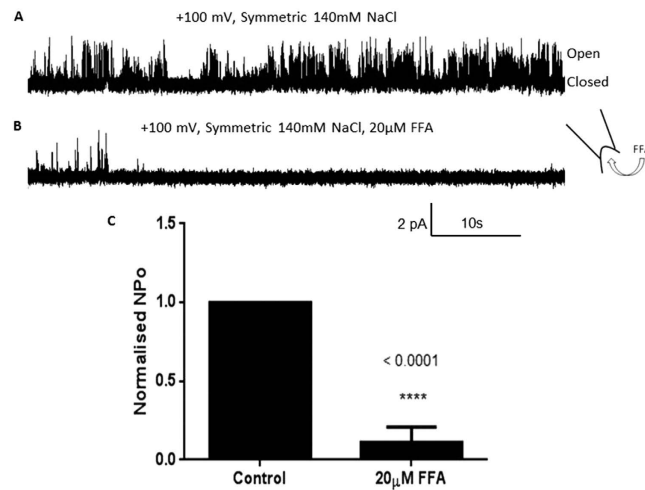 A
+100 mV, Symmetric 140mM NaCl
Open
Closed
B
+100 mV, Symmetric 140mM NaCl, 20µM FFA
FFA
C
2 pA
10s
Normalised NPo
1.5
1.0
0.5
0.0
< 0.0001
****
Control
20µM FFA